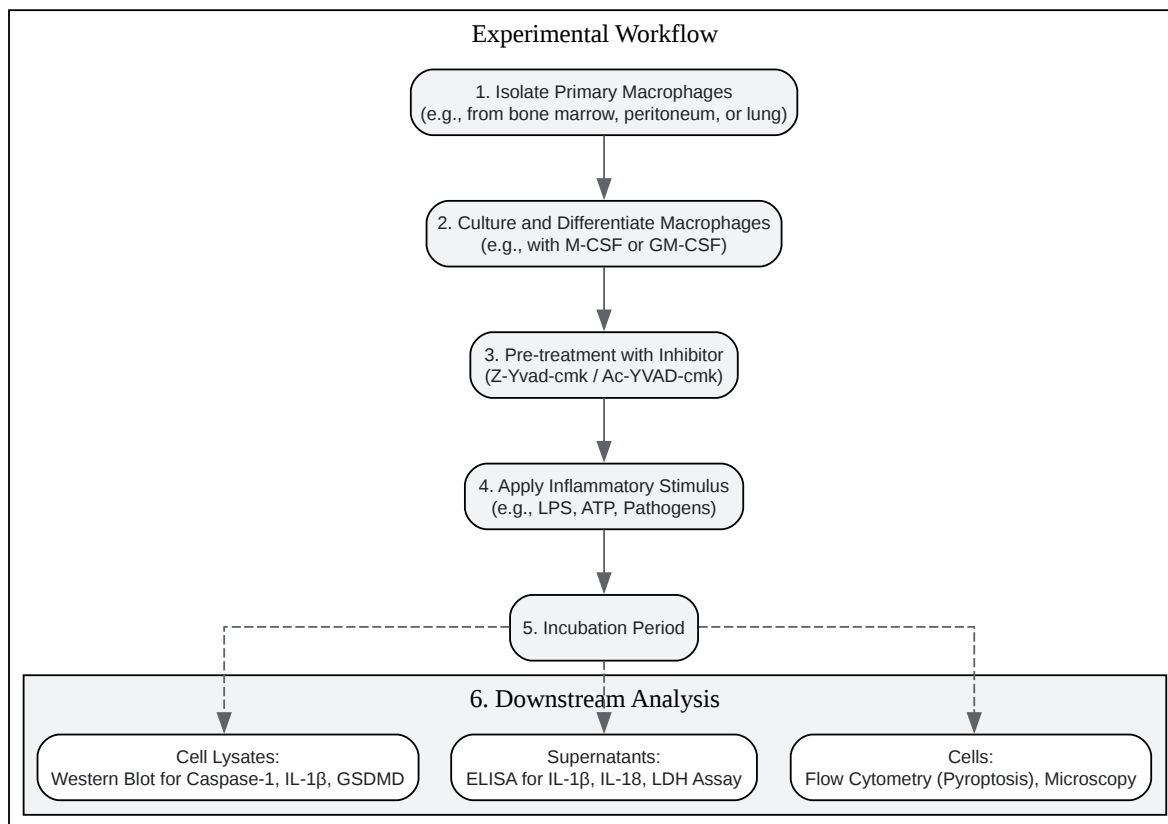 Experimental Workflow
1. Isolate Primary Macrophages
(e.g., from bone marrow, peritoneum, or lung)
2. Culture and Differentiate Macrophages
(e.g., with M-CSF or GM-CSF)
3. Pre-treatment with Inhibitor
(Z-Yvad-cmk / Ac-YVAD-cmk)
4. Apply Inflammatory Stimulus
(e.g., LPS, ATP, Pathogens)
5. Incubation Period
6. Downstream Analysis
Cell Lysates:
Western Blot for Caspase-1, IL-1β, GSDMD
Supernatants:
ELISA for IL-1β, IL-18, LDH Assay
Cells:
Flow Cytometry (Pyroptosis), Microscopy